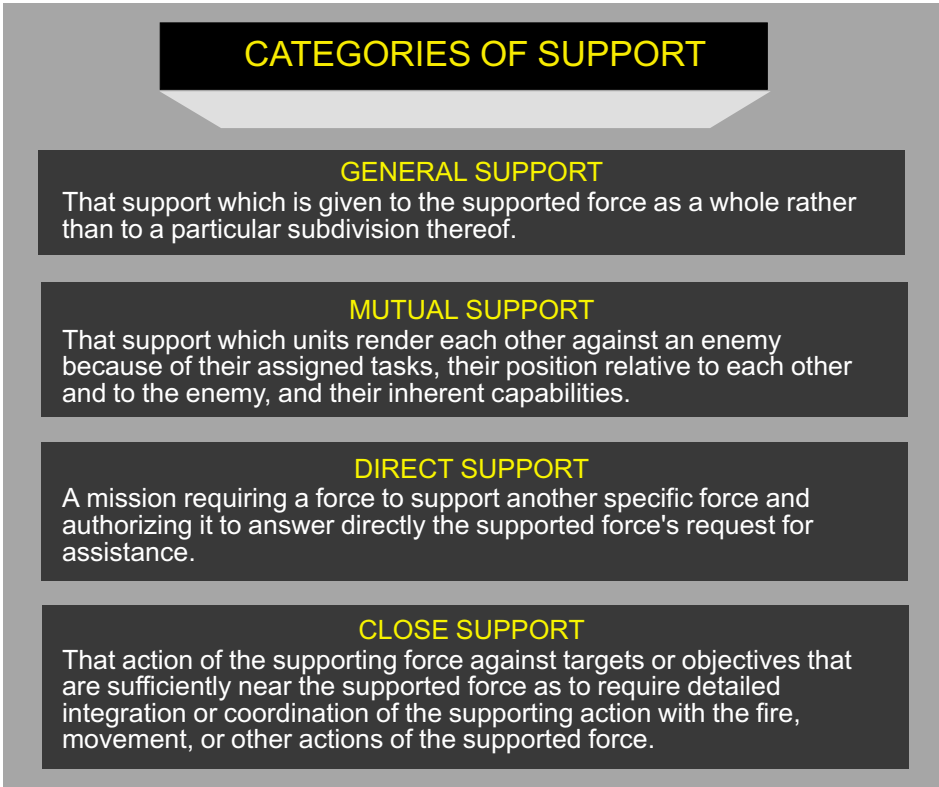 CATEGORIES OF SUPPORT
GENERAL SUPPORT
That support which is given to the supported force as a whole rather
than to a particular subdivision thereof.
MUTUAL SUPPORT
That support which units render each other against an enemy
because of their assigned tasks, their position relative to each other
and to the enemy, and their inherent capabilities.
DIRECT SUPPORT
A mission requiring a force to support another specific force and
authorizing it to answer directly the supported force's request for
assistance.
CLOSE SUPPORT
That action of the supporting force against targets or objectives that
are sufficiently near the supported force as to require detailed
integration or coordination of the supporting action with the fire,
movement, or other actions of the supported force.